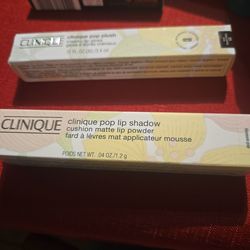 CLINIQUE
clinique pop plush
CLINIQUE
clinique pop lip shadow
cushion matte lip powder
fard à lèvres mat applicateur mousse
POIDS NET WT. .04 OZ/1.2 g